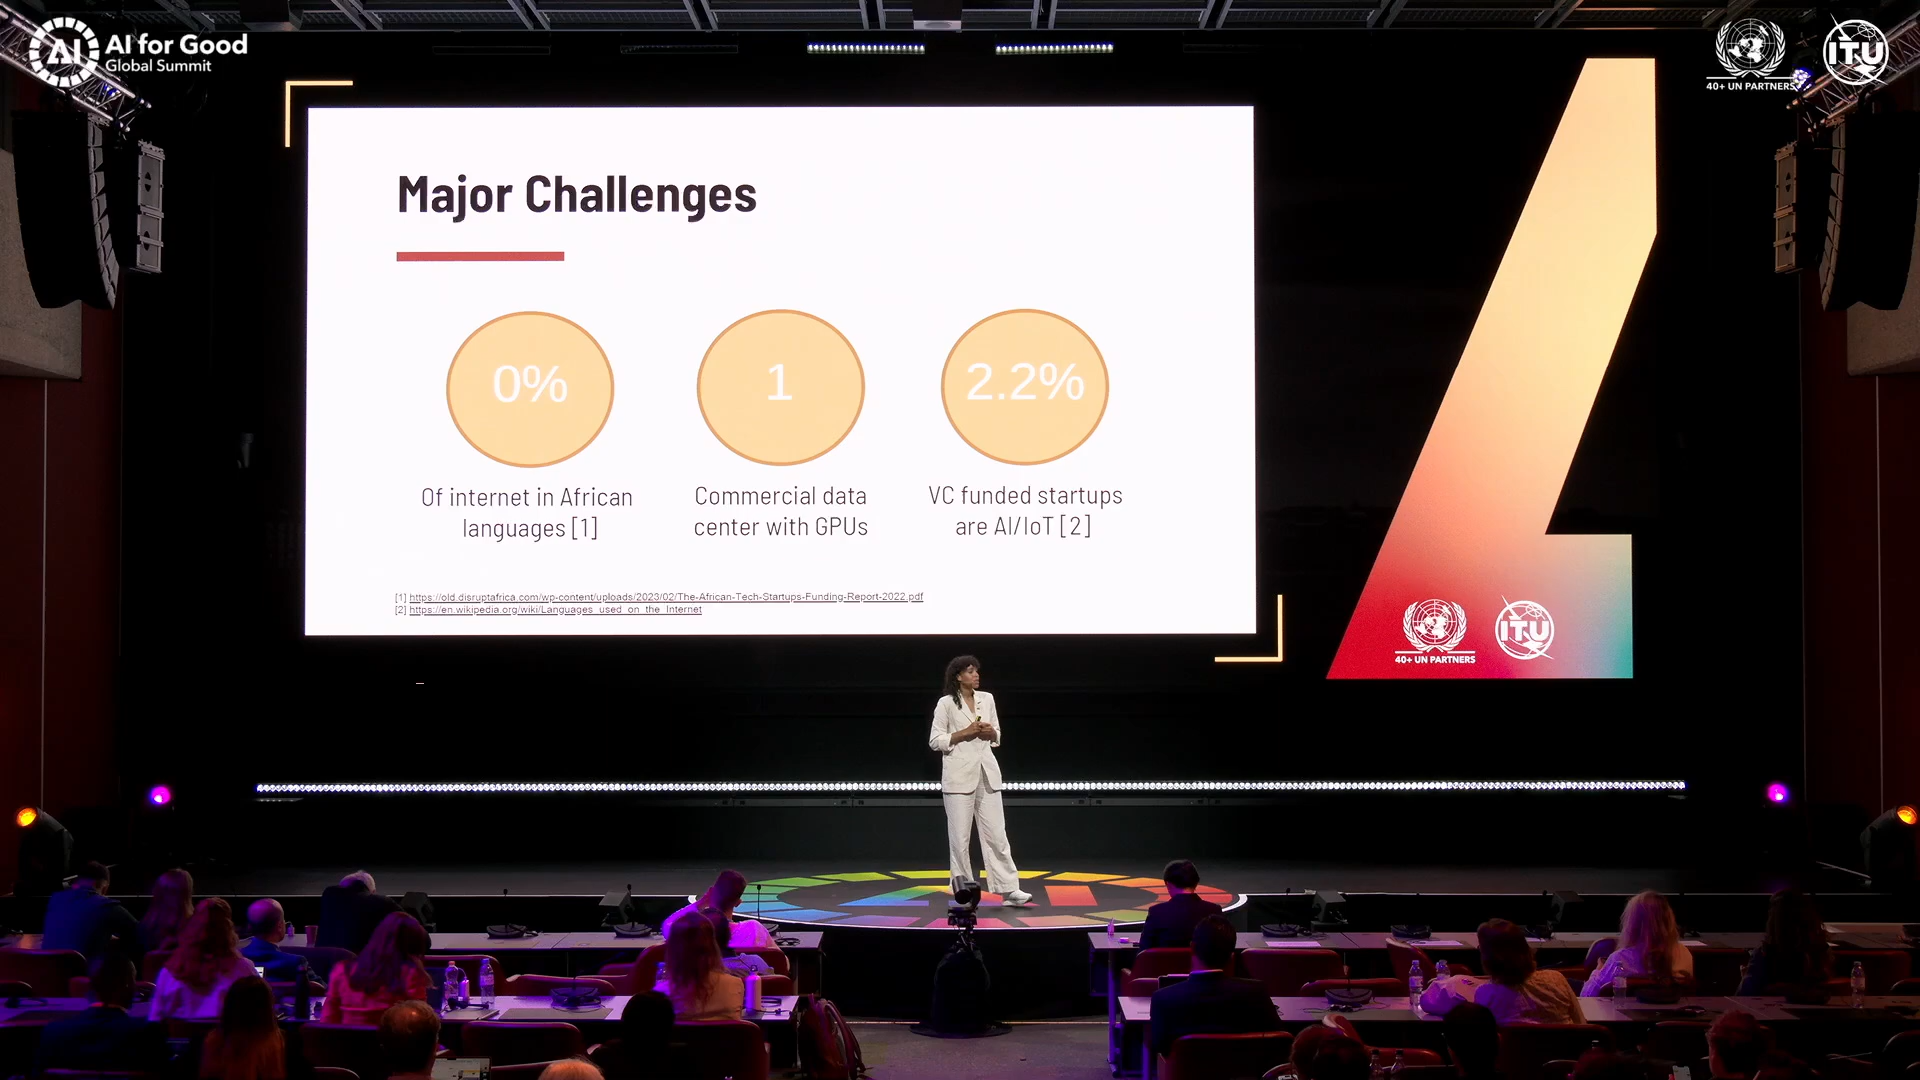 AI
AI for Good
Global Summit
40+ UN PARTNERS
ITU
Major Challenges
0%
1
2.2%
Of internet in African
languages [1]
Commercial data
center with GPUs
VC funded startups
are AI/IoT [2]
[1] https://old.disruptafrica.com/wp-content/uploads/2023/02/The-African-Tech-Startups-Funding-Report-2022.pdf
[2] https://en.wikipedia.org/wiki/Languages_used_on_the_Internet
40+ UN PARTNERS
ITU
AI